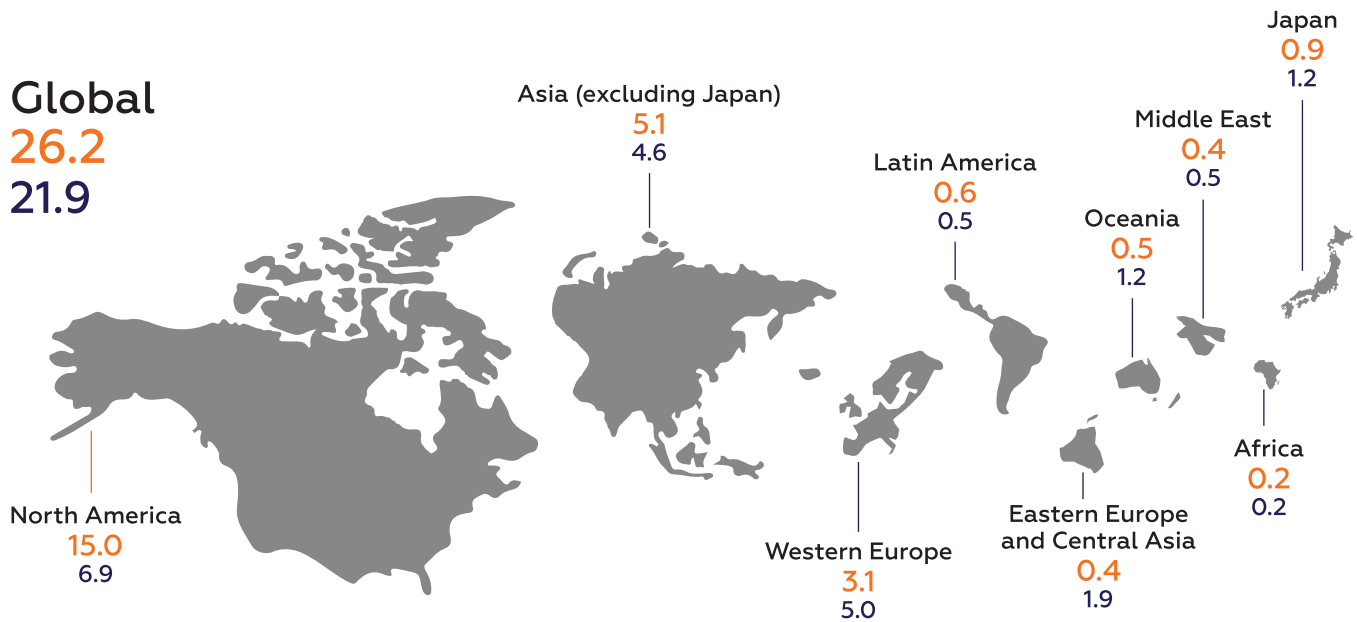 Global
26.2
21.9
North America
15.0
6.9
Asia (excluding Japan)
5.1
4.6
Western Europe
3.1
5.0
Latin America
0.6
0.5
Eastern Europe
and Central Asia
0.4
1.9
Oceania
0.5
1.2
Middle East
0.4
0.5
Africa
0.2
0.2
Japan
0.9
1.2